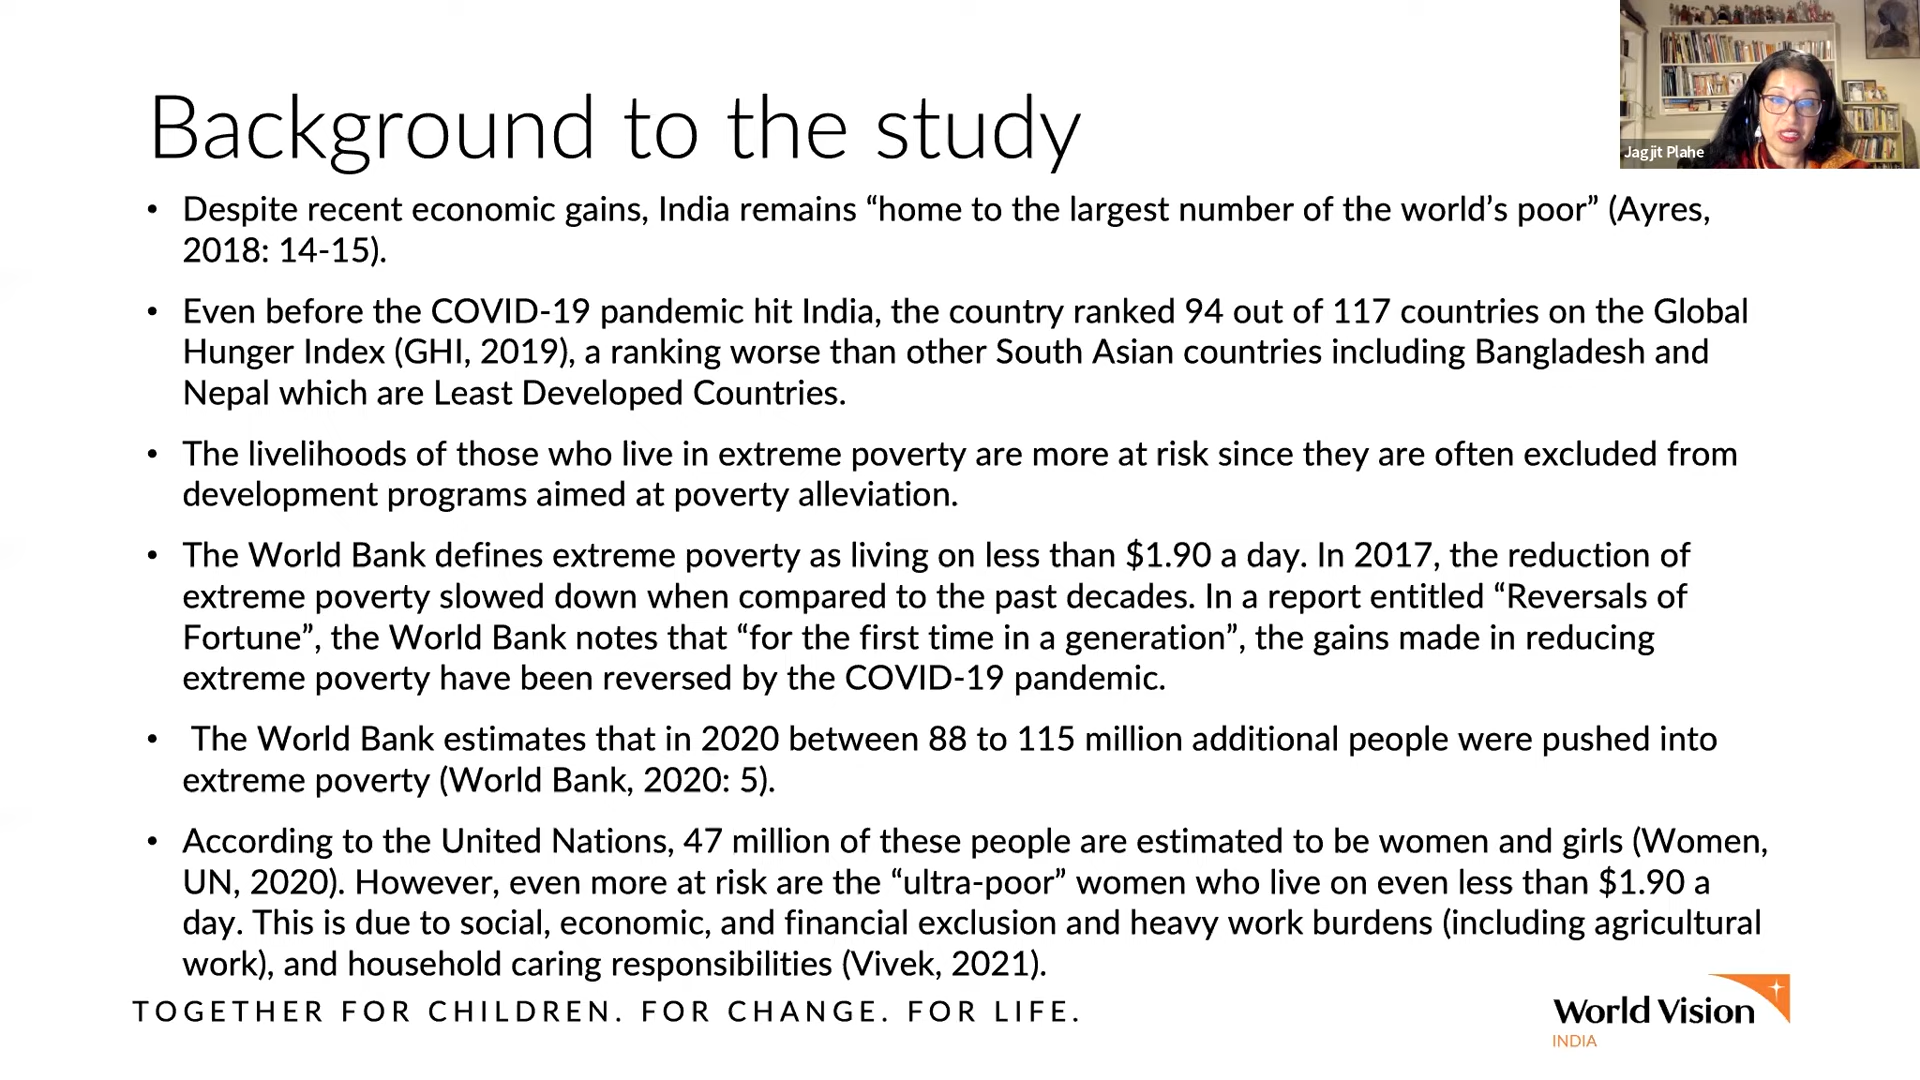 Background to the study
Jagjit Plahe
• Despite recent economic gains, India remains “home to the largest number of the world’s poor” (Ayres,
2018: 14-15).
• Even before the COVID-19 pandemic hit India, the country ranked 94 out of 117 countries on the Global
Hunger Index (GHI, 2019), a ranking worse than other South Asian countries including Bangladesh and
Nepal which are Least Developed Countries.
• The livelihoods of those who live in extreme poverty are more at risk since they are often excluded from
development programs aimed at poverty alleviation.
• The World Bank defines extreme poverty as living on less than $1.90 a day. In 2017, the reduction of
extreme poverty slowed down when compared to the past decades. In a report entitled “Reversals of
Fortune”, the World Bank notes that “for the first time in a generation”, the gains made in reducing
extreme poverty have been reversed by the COVID-19 pandemic.
• The World Bank estimates that in 2020 between 88 to 115 million additional people were pushed into
extreme poverty (World Bank, 2020: 5).
• According to the United Nations, 47 million of these people are estimated to be women and girls (Women,
UN, 2020). However, even more at risk are the “ultra-poor” women who live on even less than $1.90 a
day. This is due to social, economic, and financial exclusion and heavy work burdens (including agricultural
work), and household caring responsibilities (Vivek, 2021).
TOGETHER FOR CHILDREN. FOR CHANGE. FOR LIFE.
World Vision
INDIA